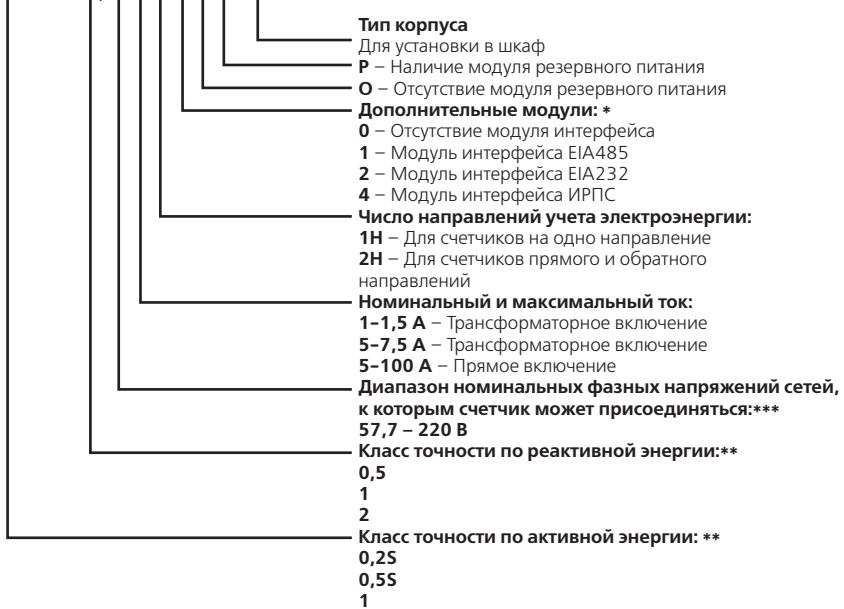 Тип корпуса
Для установки в шкаф
Р – Наличие модуля резервного питания
О – Отсутствие модуля резервного питания
Дополнительные модули: *
0 – Отсутствие модуля интерфейса
1 – Модуль интерфейса EIA485
2 – Модуль интерфейса EIA232
4 – Модуль интерфейса ИРПС
Число направлений учета электроэнергии:
1Н – Для счетчиков на одно направление
2Н – Для счетчиков прямого и обратного
направлений
Номинальный и максимальный ток:
1–1,5 А – Трансформаторное включение
5–7,5 А – Трансформаторное включение
5–100 А – Прямое включение
Диапазон номинальных фазных напряжений сетей,
к которым счетчик может присоединяться:***
57,7 – 220 В
Класс точности по реактивной энергии:**
0,5
1
2
Класс точности по активной энергии: **
0,2S
0,5S
1